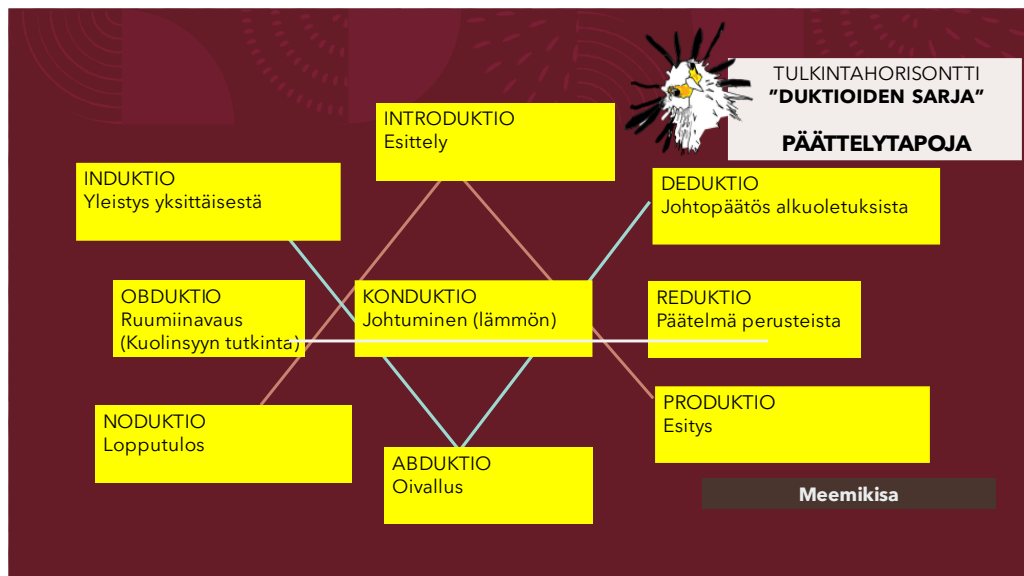 TULKINTAHORISONTTI
"DUKTIOIDEN SARJA"
PÄÄTTELYTAPOJA
INTRODUKTIO
Esittely
INDUKTIO
Yleistys yksittäisestä
DEDUKTIO
Johtopäätös alkuoletuksista
OBDUKTIO
Ruumiinavaus
(Kuolinsyyn tutkinta)
KONDUKTIO
Johtuminen (lämmön)
REDUKTIO
Päätelmä perusteista
NODUKTIO
Lopputulos
PRODUKTIO
Esitys
ABDUKTIO
Oivallus
Meemikisa